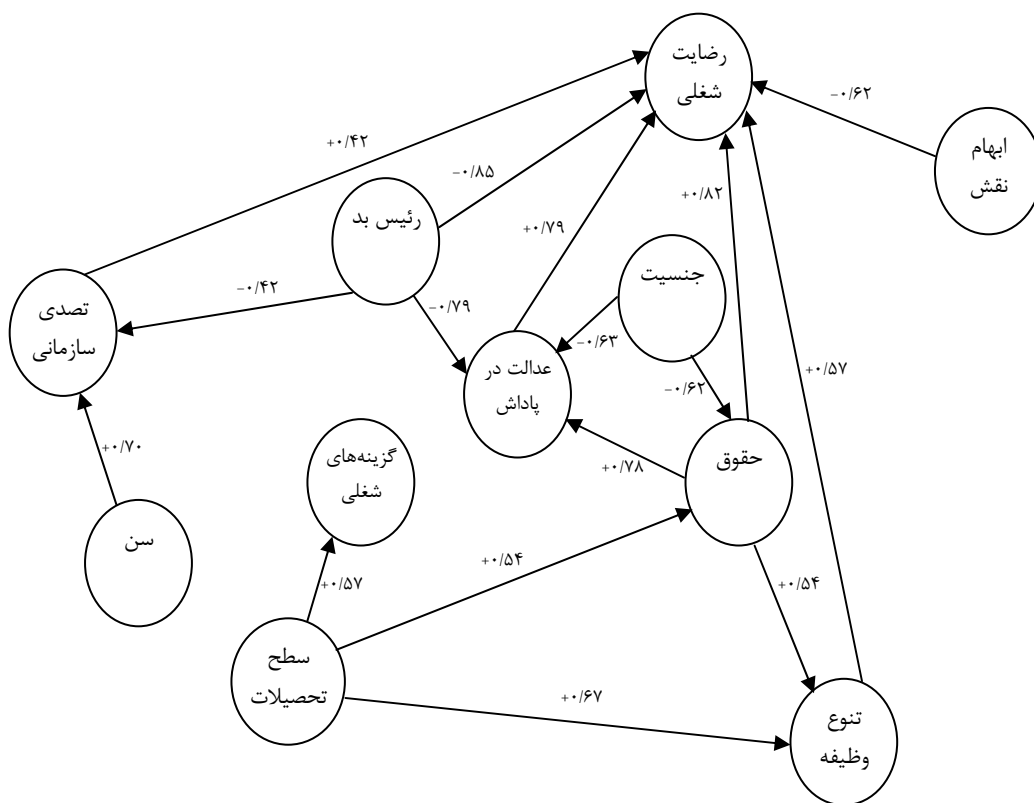 رضایت
شغلی
-۰/۶۲
ابهام
نقش
+۰/۴۲
-۰/۸۵
+۰/۸۲
رئیس بد
+۰/۷۹
جنسیت
-۰/۴۲
-۰/۷۹
تصدی
سازمانی
-۰/۶۳
عدالت در
پاداش
-۰/۶۲
+۰/۵۷
+۰/۷۰
گزینه‌های
شغلی
+۰/۷۸
حقوق
سن
+۰/۵۷
+۰/۵۴
+۰/۵۴
سطح
تحصیلات
+۰/۶۷
تنوع
وظیفه